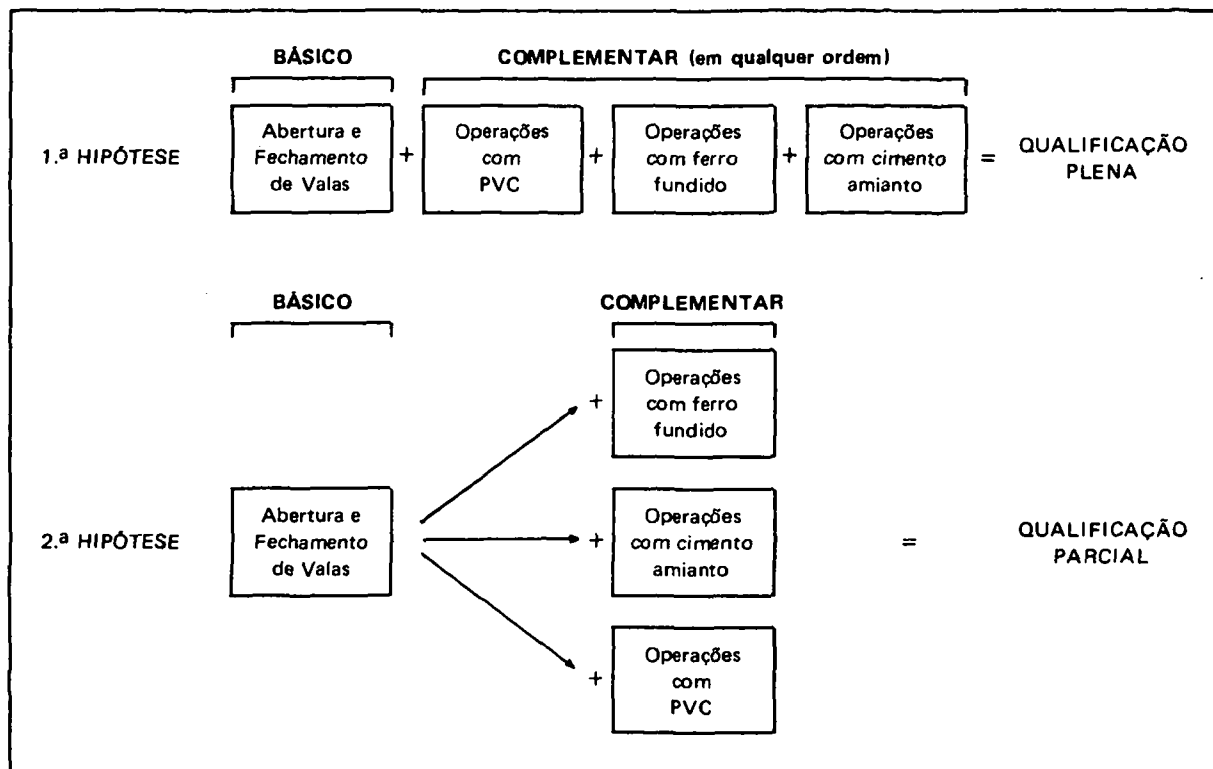 BÁSICO COMPLEMENTAR (em qualquer ordem)
1.ª HIPÓTESE
Abertura e
Fechamento
de Valas
+
Operações
com
PVC
+
Operações
com ferro
fundido
+
Operações
com cimento
amianto
=
QUALIFICAÇÃO
PLENA
BÁSICO COMPLEMENTAR
2.ª HIPÓTESE
Abertura e
Fechamento
de Valas
+
Operações
com ferro
fundido
+
Operações
com cimento
amianto
+
Operações
com
PVC
=
QUALIFICAÇÃO
PARCIAL